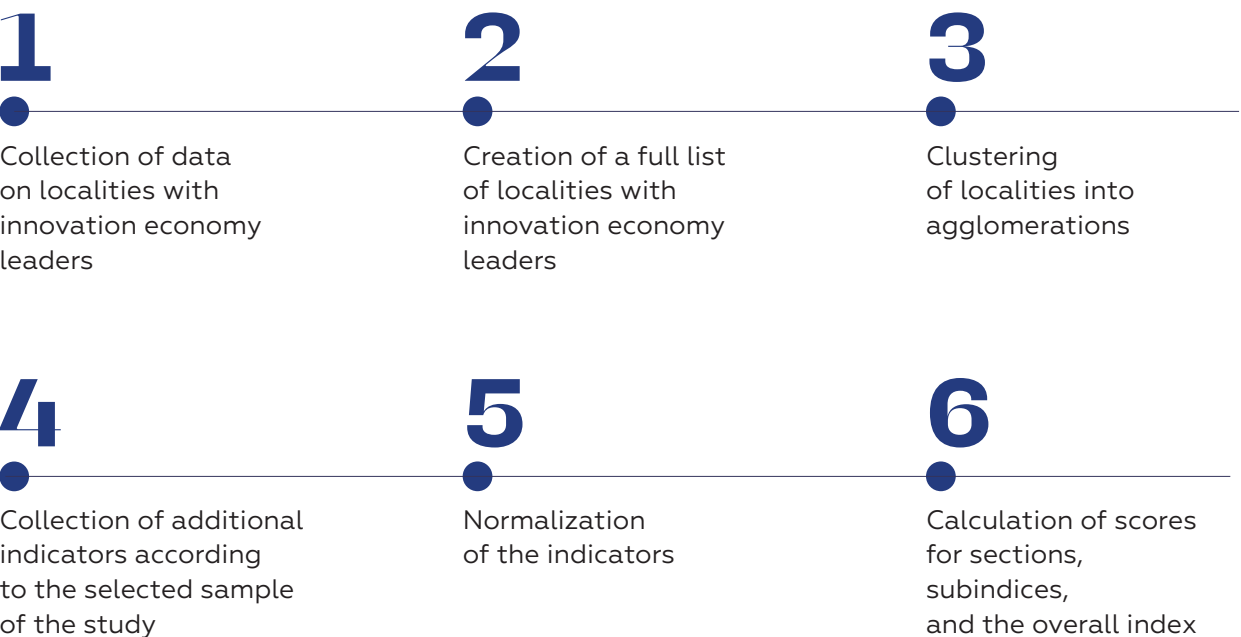 1
Collection of data
on localities with
innovation economy
leaders
2
Creation of a full list
of localities with
innovation economy
leaders
3
Clustering
of localities into
agglomerations
4
Collection of additional
indicators according
to the selected sample
of the study
5
Normalization
of the indicators
6
Calculation of scores
for sections,
subindices,
and the overall index